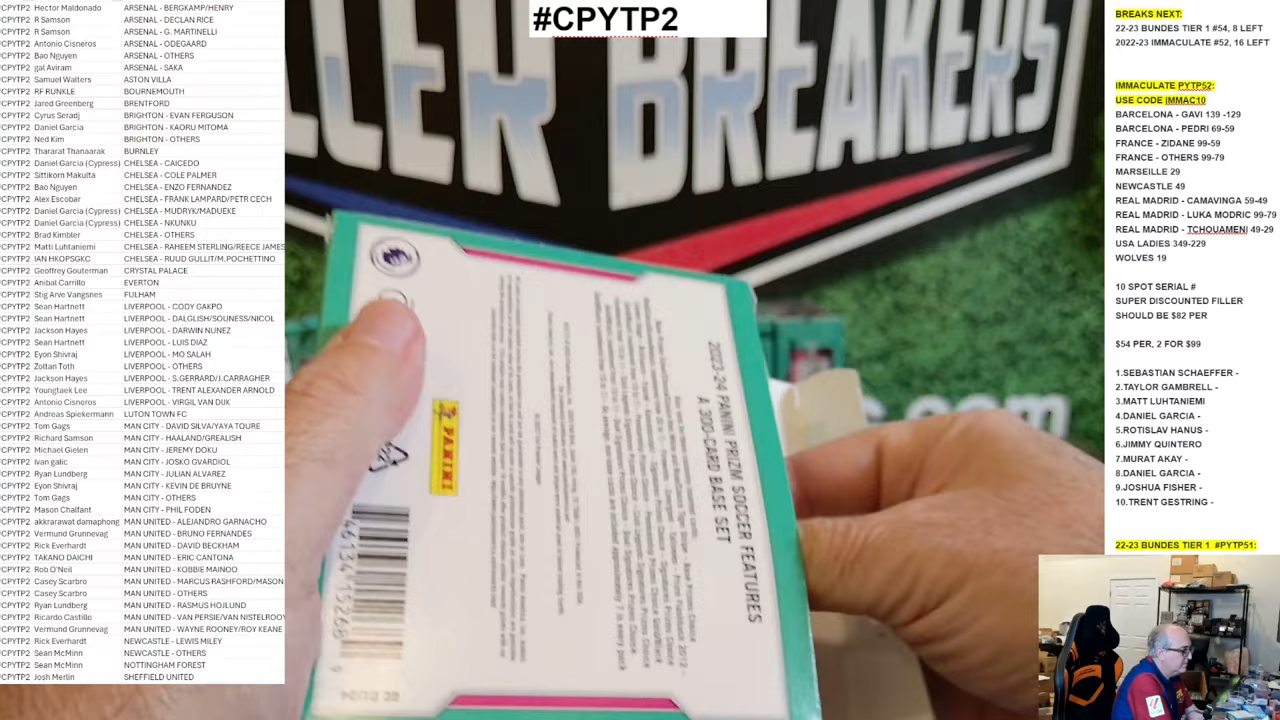 #CPYTP2
CPYTP2 Hector Maldonado ARSENAL - BERGKAMP/HENRY
#CPYTP2 R Samson ARSENAL - DECLAN RICE
#CPYTP2 R Samson ARSENAL - G. MARTINELLI
#CPYTP2 Antonio Cisneros ARSENAL - ODEGAARD
#CPYTP2 Bao Nguyen ARSENAL - OTHERS
#CPYTP2 gal Aviram ARSENAL - SAKA
#CPYTP2 Samuel Walters ASTON VILLA
#CPYTP2 RF RUNKLE BOURNEMOUTH
#CPYTP2 Jared Greenberg BRENTFORD
#CPYTP2 Cyrus Seradj BRIGHTON - EVAN FERGUSON
#CPYTP2 Daniel Garcia BRIGHTON - KAORU MITOMA
#CPYTP2 Ned Kim BRIGHTON - OTHERS
#CPYTP2 Thararat Thanaarak BURNLEY
#CPYTP2 Daniel Garcia (Cypress) CHELSEA - CAICEDO
#CPYTP2 Sittikorn Makulta CHELSEA - COLE PALMER
#CPYTP2 Bao Nguyen CHELSEA - ENZO FERNANDEZ
#CPYTP2 Alex Escobar CHELSEA - FRANK LAMPARD/PETR CECH
#CPYTP2 Daniel Garcia (Cypress) CHELSEA - MUDRYK/MADUEKE
#CPYTP2 Daniel Garcia (Cypress) CHELSEA - NKUNKU
#CPYTP2 Brad Kimbler CHELSEA - OTHERS
#CPYTP2 Matti Luhtaniemi CHELSEA - RAHEEM STERLING/REECE JAMES
#CPYTP2 IAN HKOPSGKC CHELSEA - RUUD GULLIT/M.POCHETTINO
#CPYTP2 Geoffrey Gouterman CRYSTAL PALACE
#CPYTP2 Anibal Carrillo EVERTON
#CPYTP2 Stig Arve Vangsnes FULHAM
#CPYTP2 Sean Hartnett LIVERPOOL - CODY GAKPO
#CPYTP2 Sean Hartnett LIVERPOOL - DALGLISH/SOUNESS/NICOL
#CPYTP2 Jackson Hayes LIVERPOOL - DARWIN NUNEZ
#CPYTP2 Sean Hartnett LIVERPOOL - LUIS DIAZ
#CPYTP2 Eyon Shivraj LIVERPOOL - MO SALAH
#CPYTP2 Zoltan Toth LIVERPOOL - OTHERS
#CPYTP2 Jackson Hayes LIVERPOOL - S.GERRARD/J.CARRAGHER
#CPYTP2 Youngtaek Lee LIVERPOOL - TRENT ALEXANDER ARNOLD
#CPYTP2 Antonio Cisneros LIVERPOOL - VIRGIL VAN DIJK
#CPYTP2 Andreas Spiekermann LUTON TOWN FC
#CPYTP2 Tom Gags MAN CITY - DAVID SILVA/YAYA TOURE
#CPYTP2 Richard Samson MAN CITY - HAALAND/GREALISH
#CPYTP2 Michael Gielen MAN CITY - JEREMY DOKU
#CPYTP2 Ivan galic MAN CITY - JOSKO GVARDIOL
#CPYTP2 Ryan Lundberg MAN CITY - JULIAN ALVAREZ
#CPYTP2 Eyon Shivraj MAN CITY - KEVIN DE BRUYNE
#CPYTP2 Tom Gags MAN CITY - OTHERS
#CPYTP2 Mason Chalfant MAN CITY - PHIL FODEN
#CPYTP2 akkrarawat damaphong MAN UNITED - ALEJANDRO GARNACHO
#CPYTP2 Vermund Grunnevag MAN UNITED - BRUNO FERNANDES
#CPYTP2 Rick Everhardt MAN UNITED - DAVID BECKHAM
#CPYTP2 TAKANO DAICHI MAN UNITED - ERIC CANTONA
#CPYTP2 Rob O'Neil MAN UNITED - KOBBIE MAINOO
#CPYTP2 Casey Scarbro MAN UNITED - MARCUS RASHFORD/MASON
#CPYTP2 Casey Scarbro MAN UNITED - OTHERS
#CPYTP2 Ryan Lundberg MAN UNITED - RASMUS HOJLUND
#CPYTP2 Ricardo Castillo MAN UNITED - VAN PERSIE/VAN NISTELROOY
#CPYTP2 Vermund Grunnevag MAN UNITED - WAYNE ROONEY/ROY KEANE
#CPYTP2 Rick Everhardt NEWCASTLE - LEWIS MILEY
#CPYTP2 Sean McMinn NEWCASTLE - OTHERS
#CPYTP2 Sean McMinn NOTTINGHAM FOREST
#CPYTP2 Josh Merlin SHEFFIELD UNITED
LLER BREAKERS
s.com
2023-24 PANINI PRIZM SOCCER FEATURES
A 300-CARD BASE SET
PANINI
BREAKS NEXT:
22-23 BUNDES TIER 1 #54, 8 LEFT
2022-23 IMMACULATE #52, 16 LEFT
IMMACULATE PYTP52:
USE CODE IMMAC10
BARCELONA - GAVI 139 -129
BARCELONA - PEDRI 69-59
FRANCE - ZIDANE 99-59
FRANCE - OTHERS 99-79
MARSEILLE 29
NEWCASTLE 49
REAL MADRID - CAMAVINGA 59-49
REAL MADRID - LUKA MODRIC 99-79
REAL MADRID - TCHOUAMENI 49-29
USA LADIES 349-229
WOLVES 19
10 SPOT SERIAL #
SUPER DISCOUNTED FILLER
SHOULD BE $82 PER
$54 PER, 2 FOR $99
1.SEBASTIAN SCHAEFFER -
2.TAYLOR GAMBRELL -
3.MATT LUHTANIEMI
4.DANIEL GARCIA -
5.ROTISLAV HANUS -
6.JIMMY QUINTERO
7.MURAT AKAY -
8.DANIEL GARCIA -
9.JOSHUA FISHER -
10.TRENT GESTRING -
22-23 BUNDES TIER 1 #PYTP51: